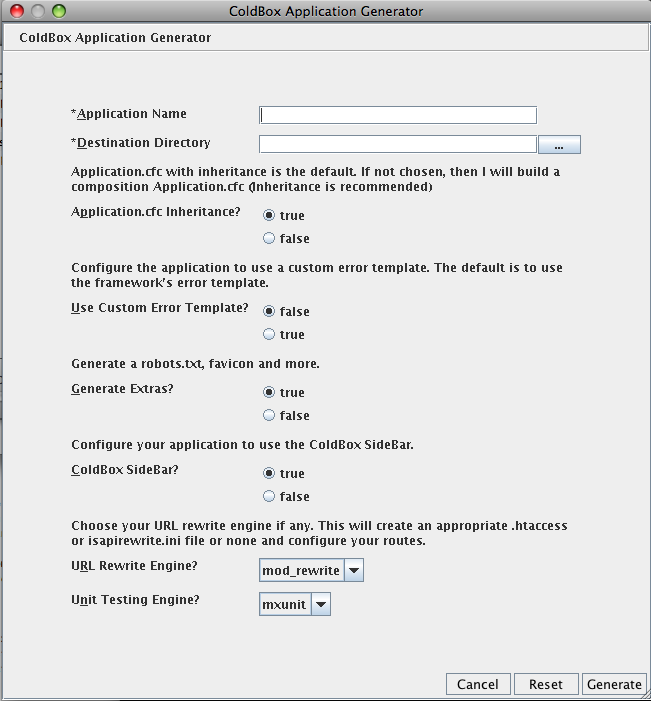 ColdBox Application Generator
ColdBox Application Generator
*Application Name
*Destination Directory ...
Application.cfc with inheritance is the default. If not chosen, then I will build a
composition Application.cfc (Inheritance is recommended)
Application.cfc Inheritance? true
false
Configure the application to use a custom error template. The default is to use
the framework's error template.
Use Custom Error Template? false
true
Generate a robots.txt, favicon and more.
Generate Extras? true
false
Configure your application to use the ColdBox SideBar.
ColdBox SideBar? true
false
Choose your URL rewrite engine if any. This will create an appropriate .htaccess
or isapirewrite.ini file or none and configure your routes.
URL Rewrite Engine? mod_rewrite
Unit Testing Engine? mxunit
Cancel Reset Generate